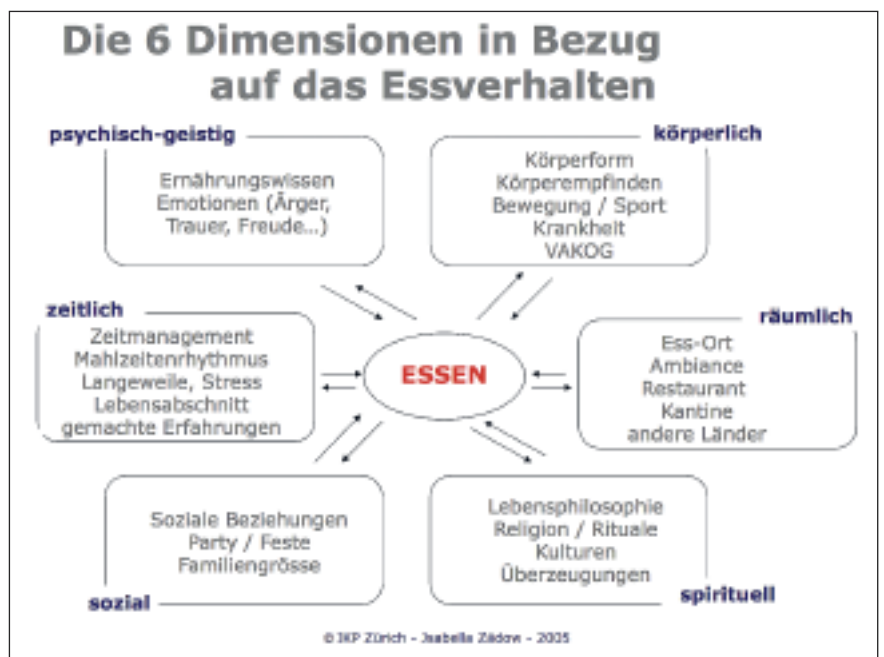 Die 6 Dimensionen in Bezug
auf das Essverhalten
psychisch-geistig
Ernährungswissen
Emotionen (Ärger,
Trauer, Freude...)
körperlich
Körperform
Körperempfinden
Bewegung / Sport
Krankheit
VAKOG
zeitlich
Zeitmanagement
Mahlzeitenrhythmus
Langeweile, Stress
Lebensabschnitt
gemachte Erfahrungen
ESSEN
räumlich
Ess-Ort
Ambiance
Restaurant
Kantine
andere Länder
Soziale Beziehungen
Party / Feste
Familiengrösse
sozial
Lebensphilosophie
Religion / Rituale
Kulturen
Überzeugungen
spirituell
© IKP Zürich - Isabella Zádow - 2005